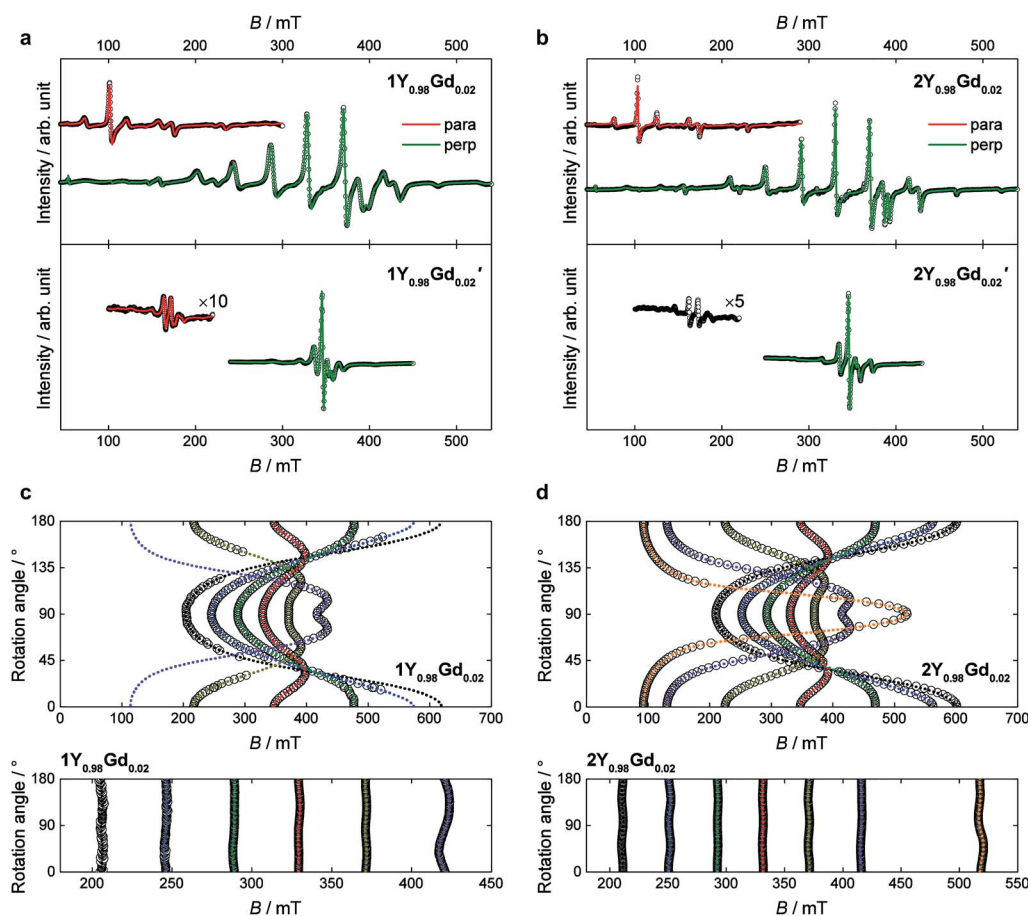 a
B / mT
100 200 300 400 500
1Y0.98Gd0.02
para
perp
Intensity / arb. unit
1Y0.98Gd0.02′
×10
Intensity / arb. unit
100 200 300 400 500
B / mT
b
B / mT
100 200 300 400 500
2Y0.98Gd0.02
para
perp
Intensity / arb. unit
2Y0.98Gd0.02′
×5
Intensity / arb. unit
100 200 300 400 500
B / mT
c
180
135
90
45
0
Rotation angle / °
1Y0.98Gd0.02
0 100 200 300 400 500 600 700
B / mT
1Y0.98Gd0.02
180
90
0
Rotation angle / °
200 250 300 350 400 450
B / mT
d
180
135
90
45
0
Rotation angle / °
2Y0.98Gd0.02
0 100 200 300 400 500 600 700
B / mT
2Y0.98Gd0.02
180
90
0
Rotation angle / °
200 250 300 350 400 450 500 550
B / mT